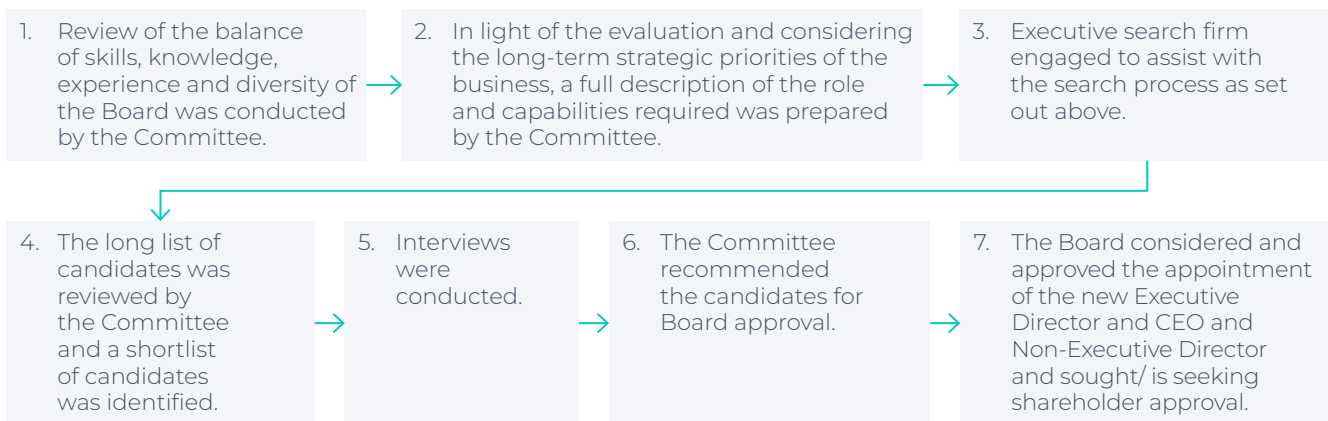 1. Review of the balance
of skills, knowledge,
experience and diversity of
the Board was conducted
by the Committee.
2. In light of the evaluation and considering
the long-term strategic priorities of the
business, a full description of the role
and capabilities required was prepared
by the Committee.
3. Executive search firm
engaged to assist with
the search process as set
out above.
4. The long list of
candidates was
reviewed by
the Committee
and a shortlist
of candidates
was identified.
5. Interviews
were
conducted.
6. The Committee
recommended
the candidates for
Board approval.
7. The Board considered and
approved the appointment
of the new Executive
Director and CEO and
Non-Executive Director
and sought/ is seeking
shareholder approval.